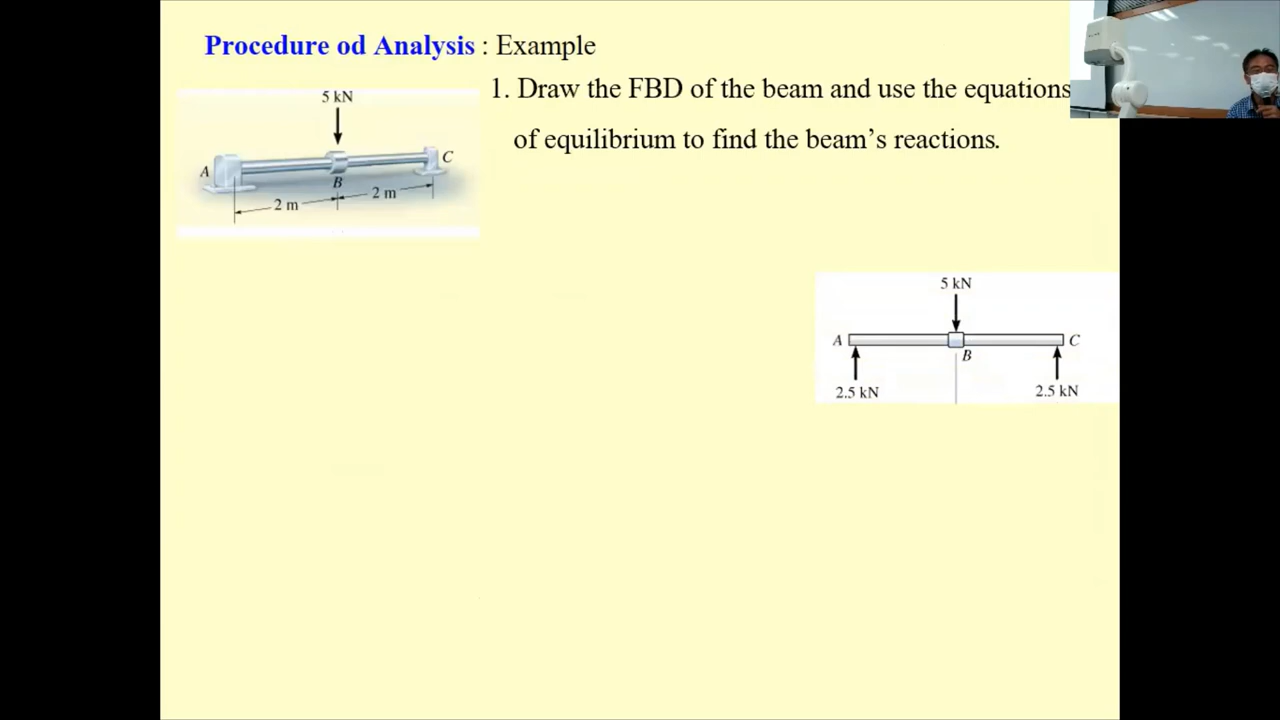 Procedure od Analysis : Example
1. Draw the FBD of the beam and use the equations
of equilibrium to find the beam's reactions.
5 kN
A
C
B
2 m
2 m
5 kN
A
C
B
2.5 kN
2.5 kN